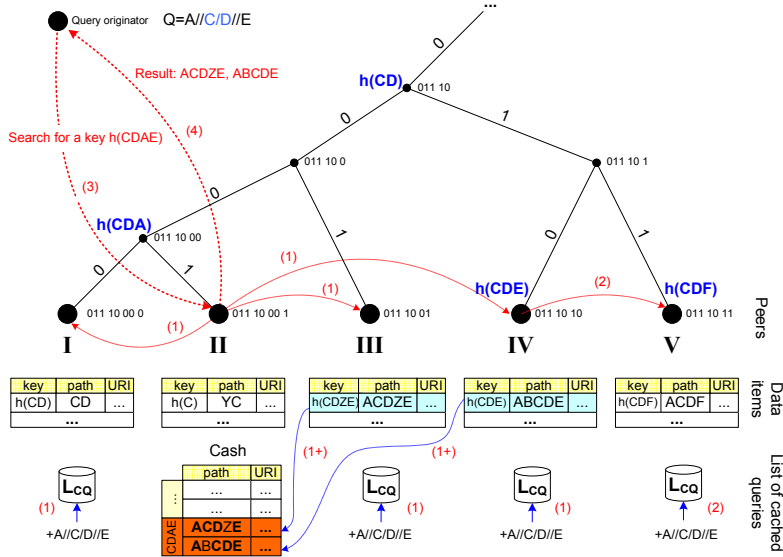 ...
Query originator
Q=A//C/D//E
0
h(CD)
011 10
Result: ACDZE, ABCDE
Search for a key h(CDAE)
(4)
(3)
0
1
011 10 0
011 10 1
0
1
0
1
h(CDA)
011 10 00
0
1
(1)
(1)
(1)
(2)
h(CDE)
h(CDF)
011 10 00 0
011 10 00 1
011 10 01
011 10 10
011 10 11
I
II
III
IV
V
Peers
key path URI
h(CD) CD ...
...
key path URI
h(C) YC ...
...
key path URI
h(CDZE) ACDZE ...
...
key path URI
h(CDE) ABCDE ...
...
key path URI
h(CDF) ACDF ...
...
Data items
Cash
path URI
... ... ...
... ...
CDAE
ACDZE ...
ABCDE ...
(1+)
(1+)
LCQ
(1)
+A//C/D//E
LCQ
(1)
+A//C/D//E
LCQ
(1)
+A//C/D//E
LCQ
(2)
+A//C/D//E
List of cached queries